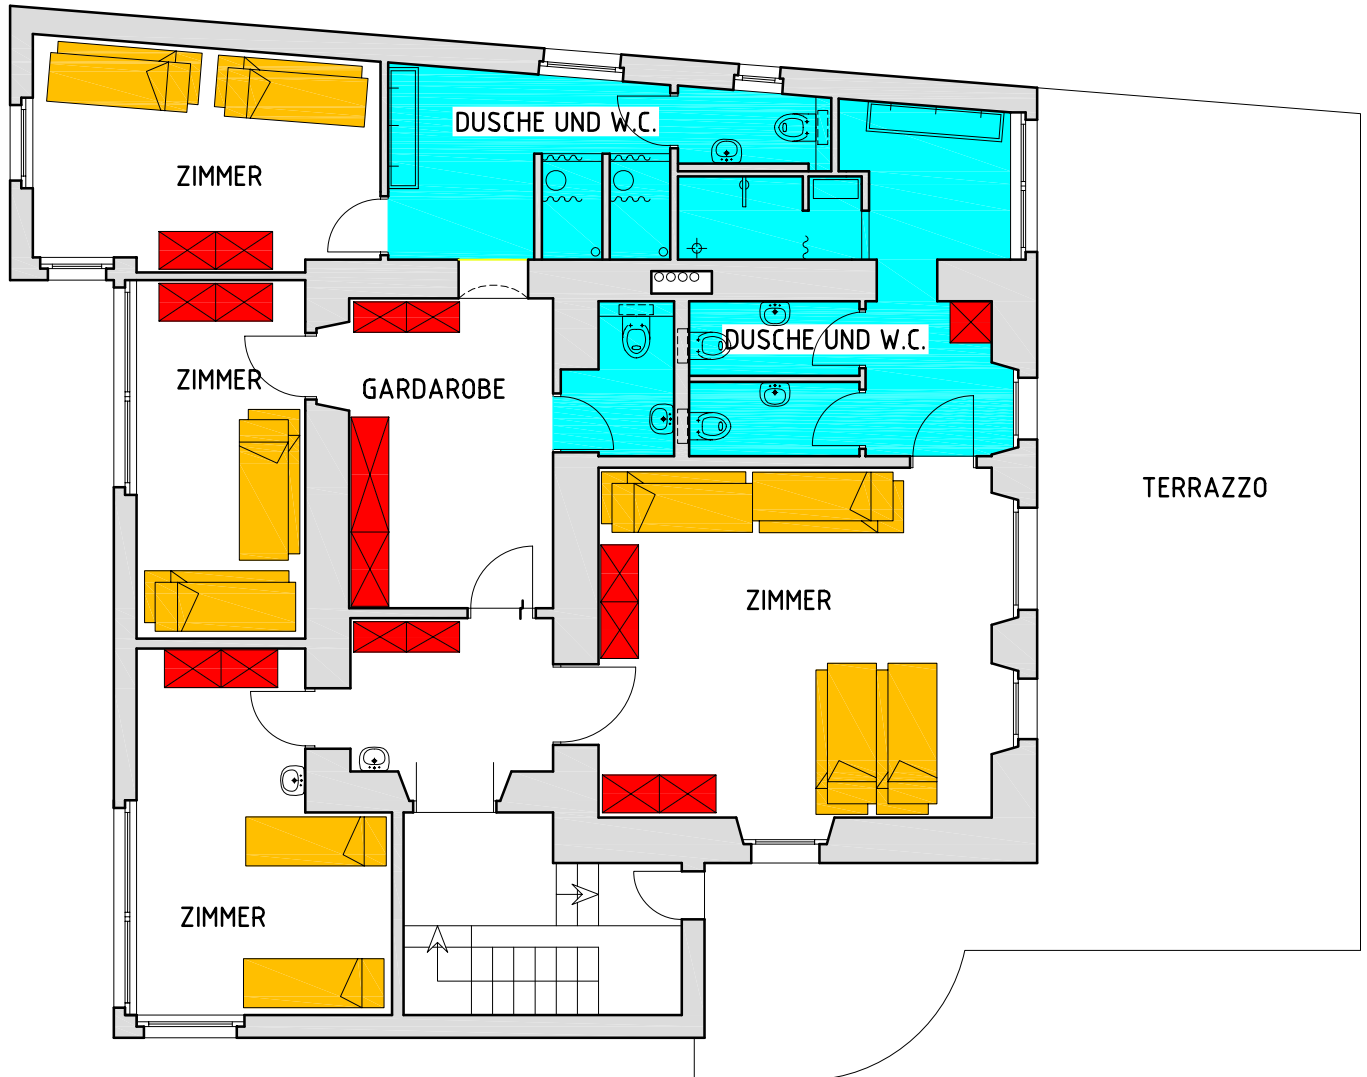 DUSCHE UND W.C.
ZIMMER
DUSCHE UND W.C.
ZIMMER
GARDAROBE
TERRAZZO
ZIMMER
ZIMMER